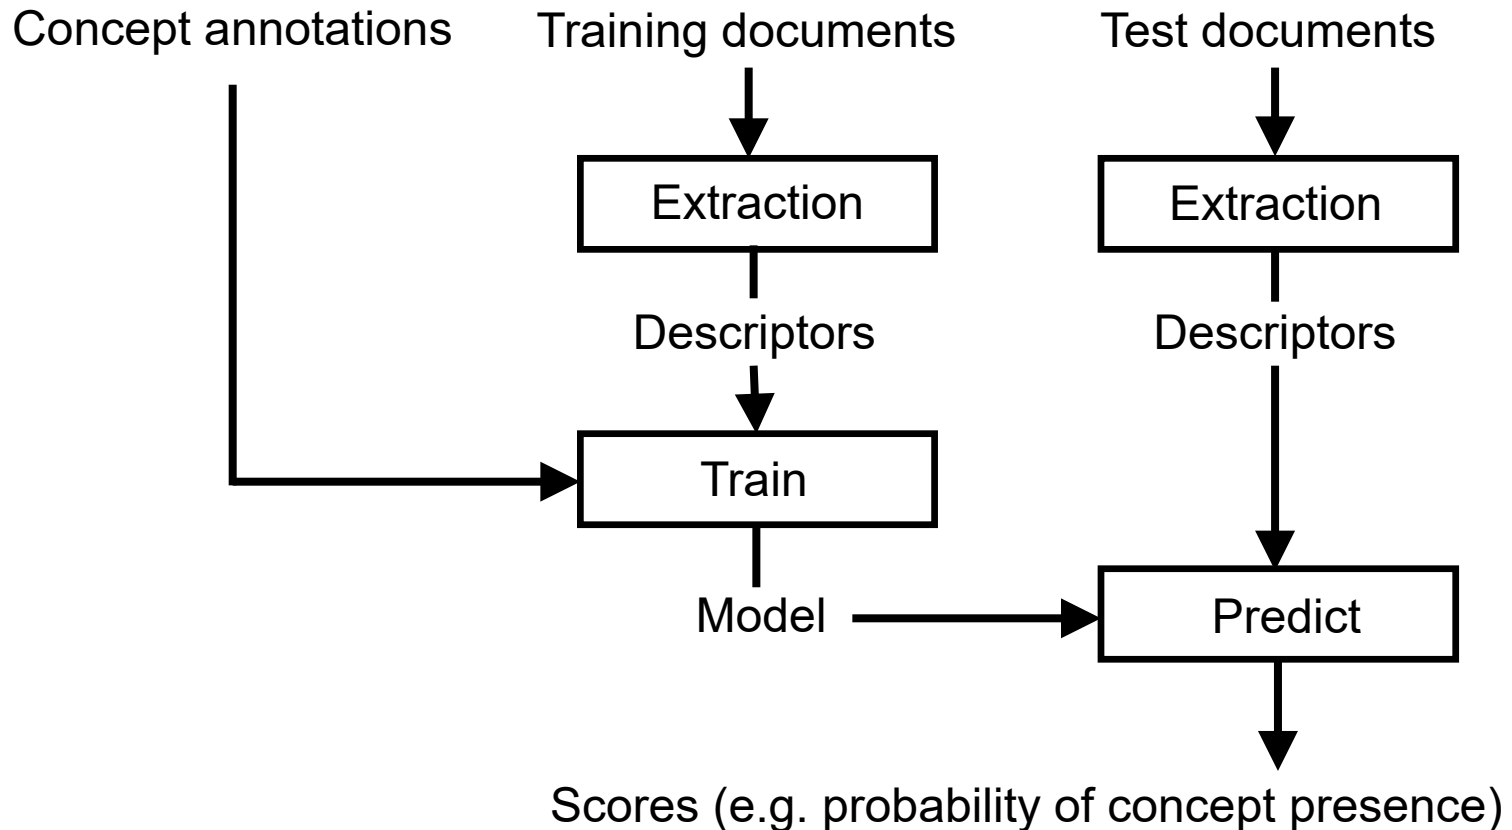 Concept annotations
Training documents
Test documents
Extraction
Extraction
Descriptors
Descriptors
Train
Model
Predict
Scores (e.g. probability of concept presence)